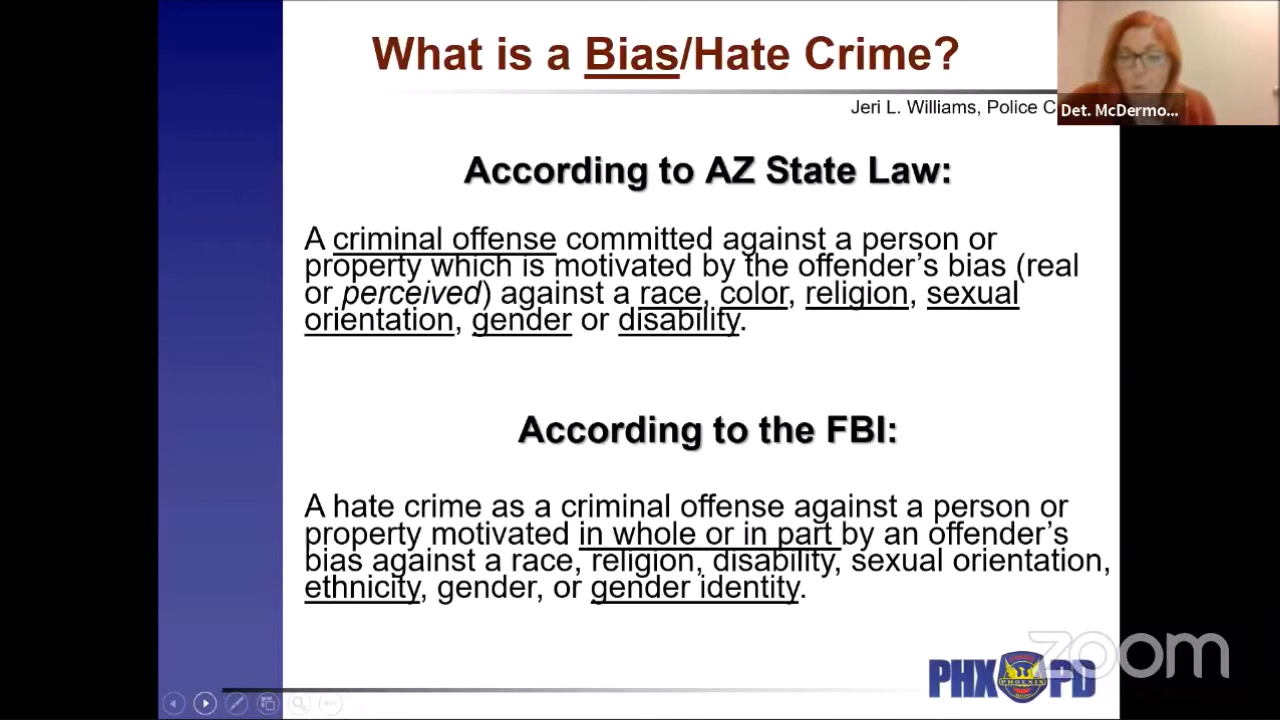 What is a Bias/Hate Crime?
Jeri L. Williams, Police C
Det. McDermo...
According to AZ State Law:
A criminal offense committed against a person or
property which is motivated by the offender's bias (real
or perceived) against a race, color, religion, sexual
orientation, gender or disability.
According to the FBI:
A hate crime as a criminal offense against a person or
property motivated in whole or in part by an offender's
bias against a race, religion, disability, sexual orientation,
ethnicity, gender, or gender identity.
zoom
PHX PD
PHOENIX